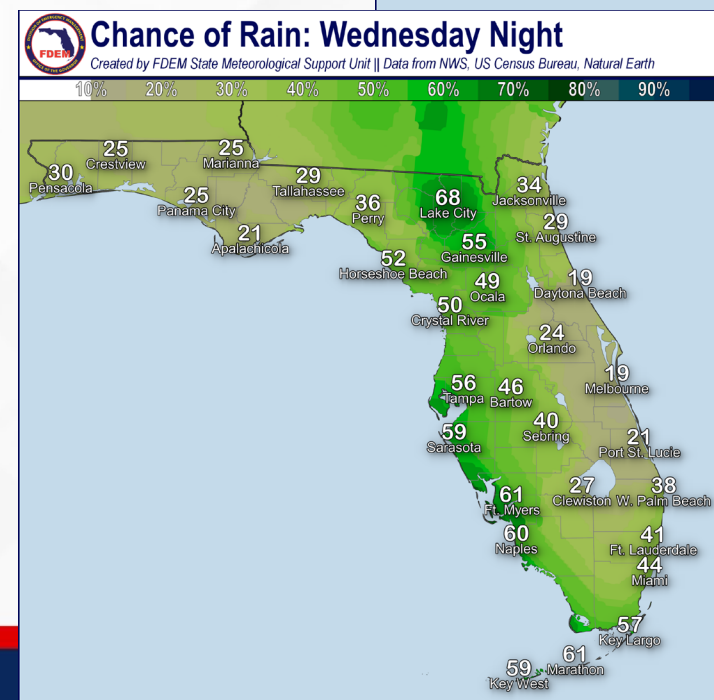 FDEM
Chance of Rain: Wednesday Night
Created by FDEM State Meteorological Support Unit || Data from NWS, US Census Bureau, Natural Earth
10% 20% 30% 40% 50% 60% 70% 80% 90%
25
Crestview
25
Marianna
30
Pensacola
29
Tallahassee
25
Panama City
36
Perry
68
Lake City
34
Jacksonville
21
Apalachicola
29
St. Augustine
55
Gainesville
52
Horseshoe Beach
49
Ocala
19
Daytona Beach
50
Crystal River
24
Orlando
56
Tampa
46
Bartow
19
Melbourne
59
Sarasota
40
Sebring
21
Port St. Lucie
61
Ft. Myers
27
Clewiston
38
W. Palm Beach
60
Naples
41
Ft. Lauderdale
44
Miami
57
Key Largo
61
Marathon
59
Key West